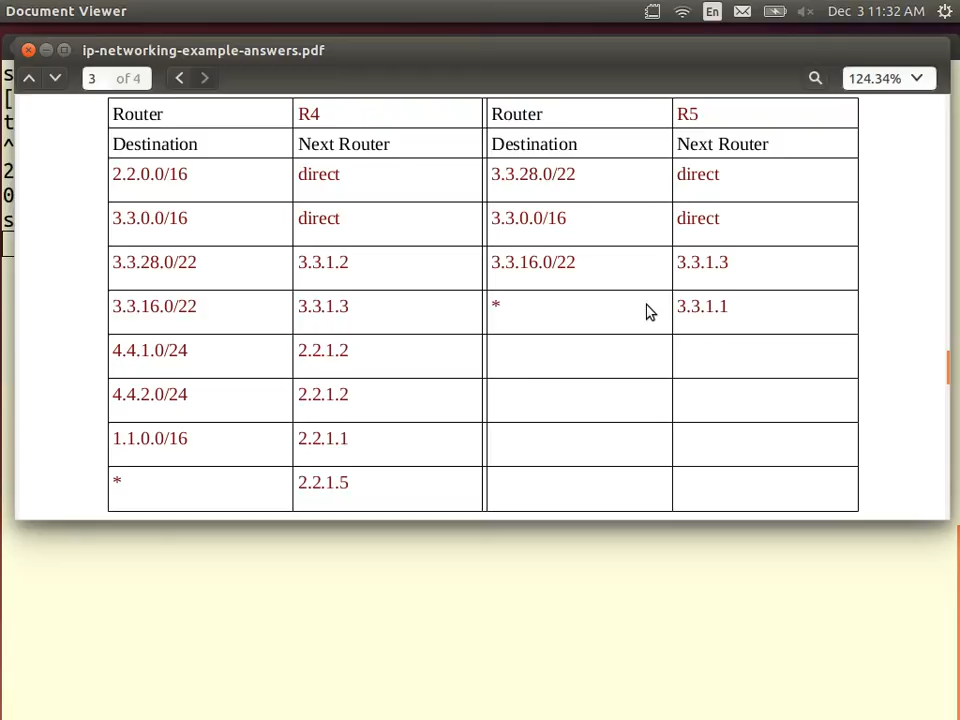 Document Viewer En Dec 3 11:32 AM
ip-networking-example-answers.pdf
3 of 4 124.34%
Router R4 Router R5
Destination Next Router Destination Next Router
2.2.0.0/16 direct 3.3.28.0/22 direct
3.3.0.0/16 direct 3.3.0.0/16 direct
3.3.28.0/22 3.3.1.2 3.3.16.0/22 3.3.1.3
3.3.16.0/22 3.3.1.3 * 3.3.1.1
4.4.1.0/24 2.2.1.2
4.4.2.0/24 2.2.1.2
1.1.0.0/16 2.2.1.1
* 2.2.1.5
s
[
t
^
2
0
s